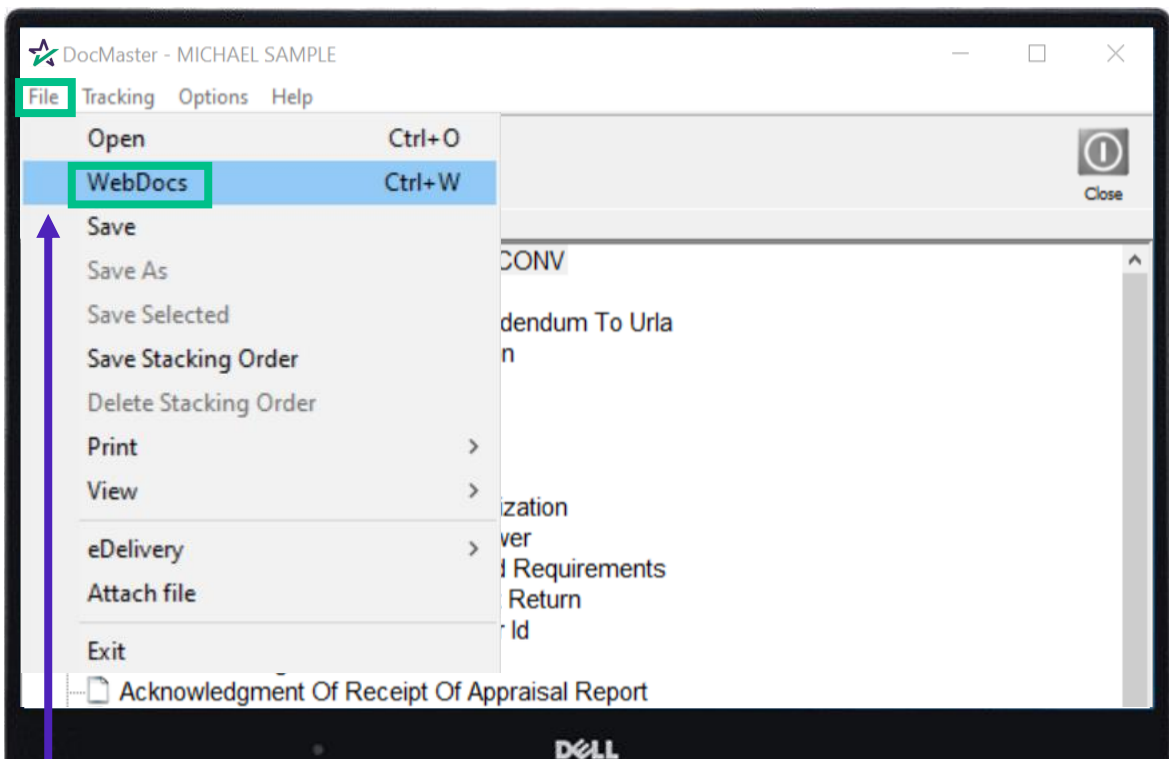 DocMaster - MICHAEL SAMPLE
File Tracking Options Help
Open Ctrl+O
WebDocs Ctrl+W
Close
Save
Save As
CONV
Save Selected
dendum To Urla
Save Stacking Order
n
Delete Stacking Order
Print
View
ization
ver
eDelivery
d Requirements
Attach file
t Return
r Id
Exit
Acknowledgment Of Receipt Of Appraisal Report
DELL